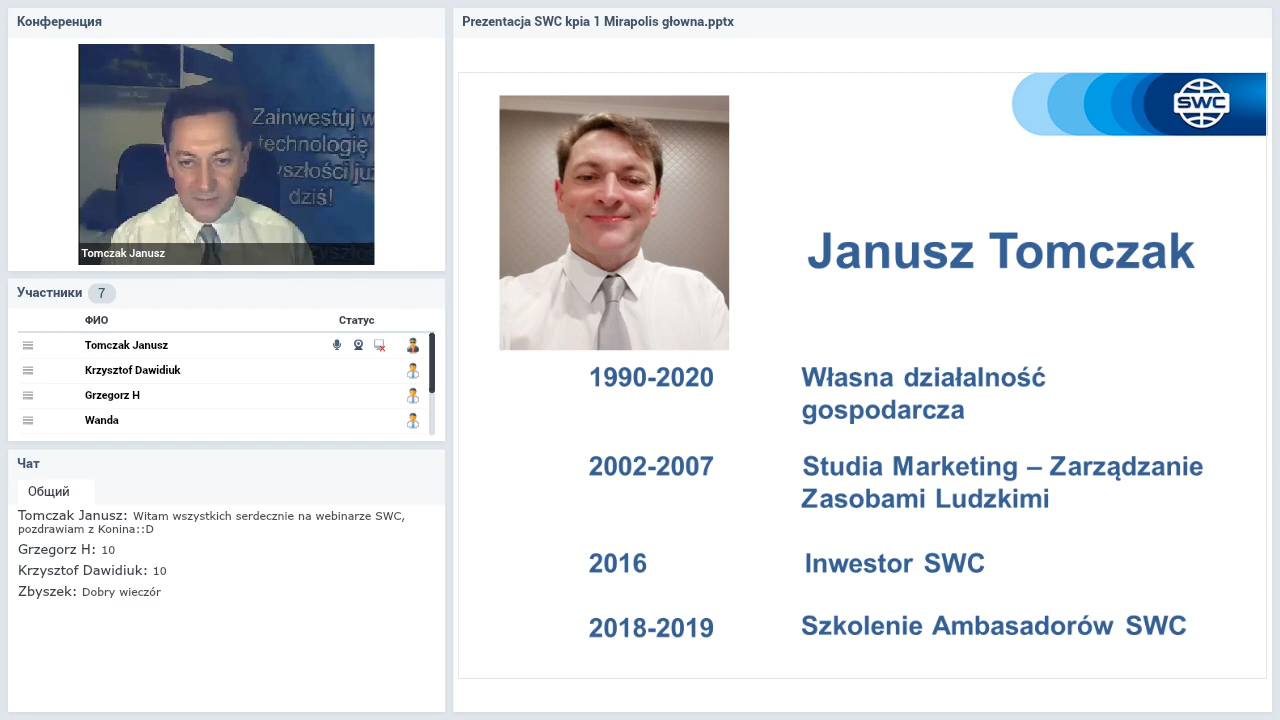 Конференция
Zainwestuj w
technologię
dziś!
Tomczak Janusz
Участники 7
ФИО Статус
Tomczak Janusz
Krzysztof Dawidiuk
Grzegorz H
Wanda
Чат
Общий
Tomczak Janusz: Witam wszystkich serdecznie na webinarze SWC,
pozdrawiam z Konina::D
Grzegorz H: 10
Krzysztof Dawidiuk: 10
Zbyszek: Dobry wieczór
Prezentacja SWC kpia 1 Mirapolis głowna.pptx
SWC
Janusz Tomczak
1990-2020 Własna działalność
gospodarcza
2002-2007 Studia Marketing – Zarządzanie
Zasobami Ludzkimi
2016 Inwestor SWC
2018-2019 Szkolenie Ambasadorów SWC